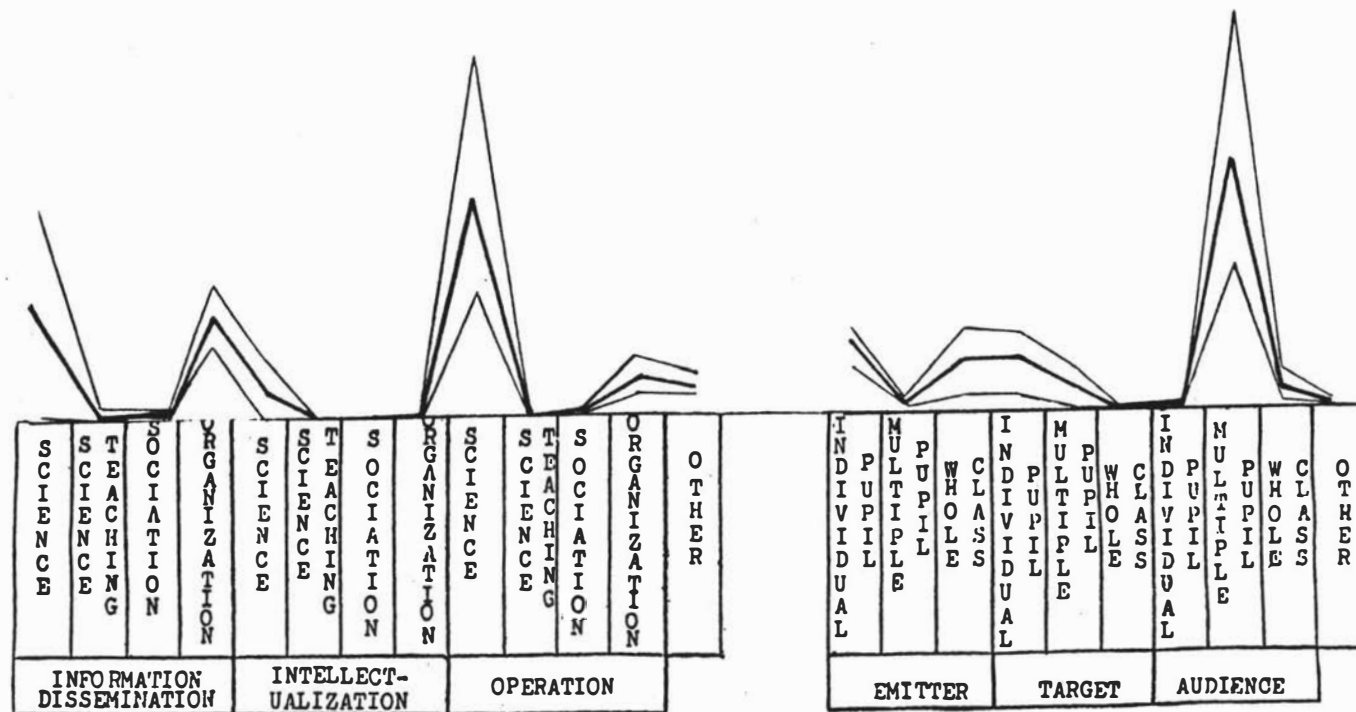 SCIENCE
SCIENCE TEACHING
SOCIATION
ORGANIZATION
SCIENCE
SCIENCE TEACHING
SOCIATION
ORGANIZATION
SCIENCE
SCIENCE TEACHING
SOCIATION
ORGANIZATION
OTHER
INFORMATION
DISSEMINATION
INTELLECT-
UALIZATION
OPERATION
INDIVIDUAL PUPIL
MULTIPLE PUPIL
WHOLE CLASS
INDIVIDUAL PUPIL
MULTIPLE PUPIL
WHOLE CLASS
INDIVIDUAL PUPIL
MULTIPLE PUPIL
WHOLE CLASS
OTHER
EMITTER
TARGET
AUDIENCE